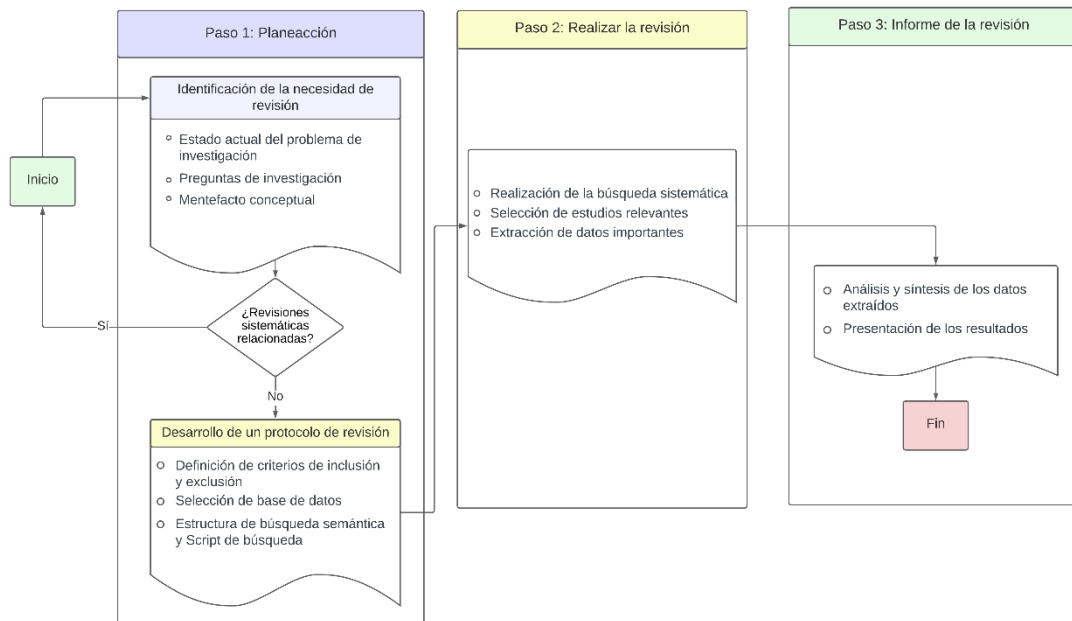 Paso 1: Planeacción
Identificación de la necesidad de
revisión
Estado actual del problema de
investigación
Preguntas de investigación
Mentefacto conceptual
Inicio
¿Revisiones
sistemáticas
relacionadas?
Sí
No
Desarrollo de un protocolo de revisión
Definición de criterios de inclusión
y exclusión
Selección de base de datos
Estructura de búsqueda semántica
y Script de búsqueda
Paso 2: Realizar la revisión
Realización de la búsqueda sistemática
Selección de estudios relevantes
Extracción de datos importantes
Paso 3: Informe de la revisión
Análisis y síntesis de los datos
extraídos
Presentación de los resultados
Fin